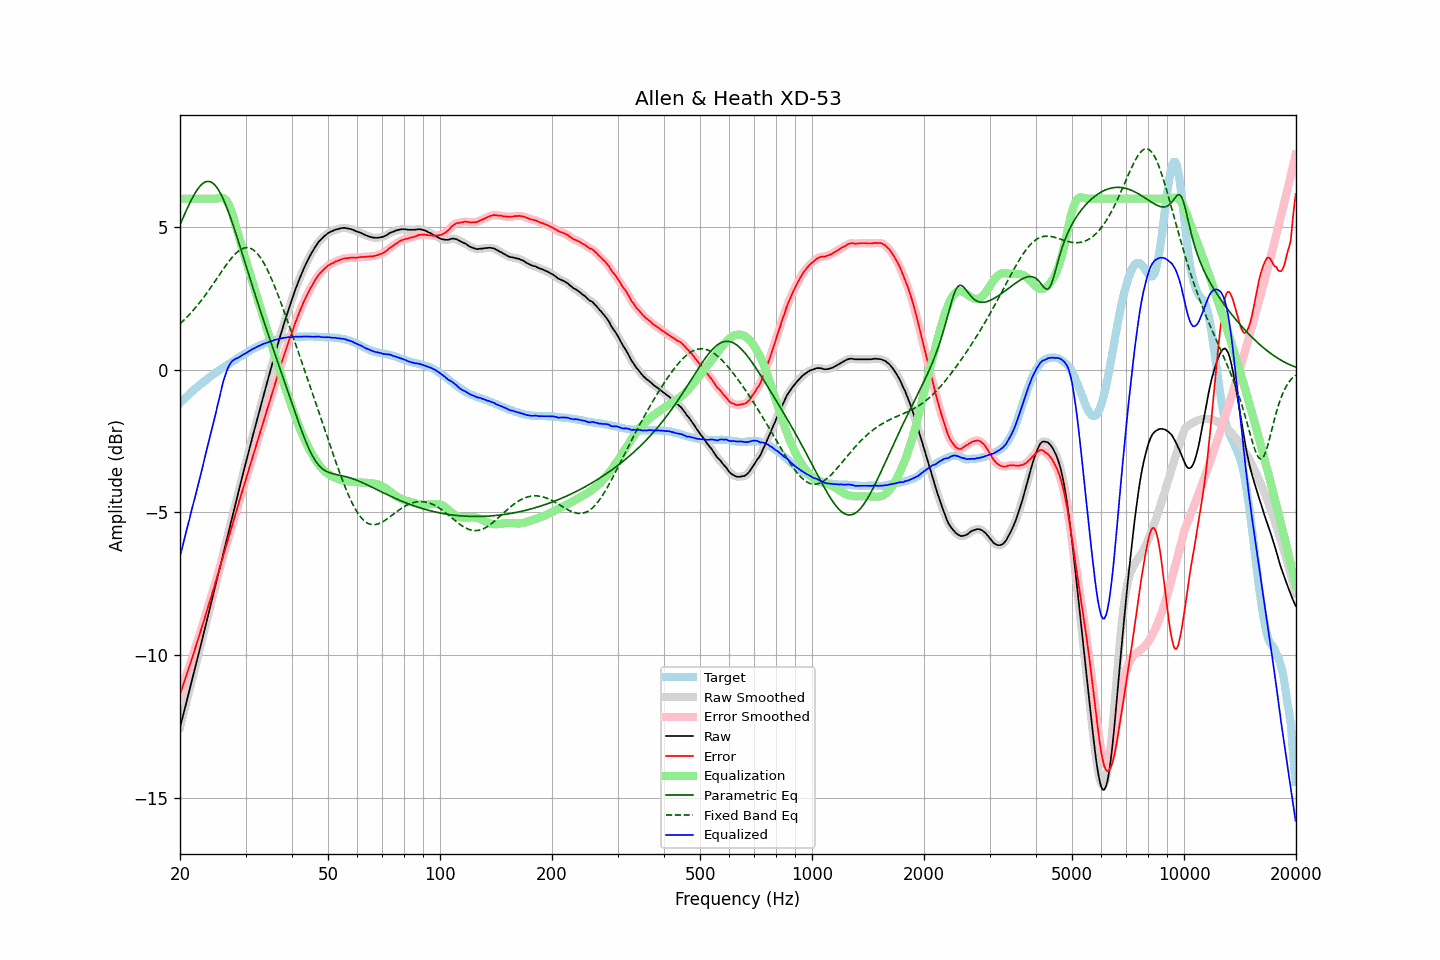 Allen & Heath XD-53
Amplitude (dBr)
5
0
−5
−10
−15
Target
Raw Smoothed
Error Smoothed
Raw
Error
Equalization
Parametric Eq
Fixed Band Eq
Equalized
20 50 100 200 500 1000 2000 5000 10000 20000
Frequency (Hz)